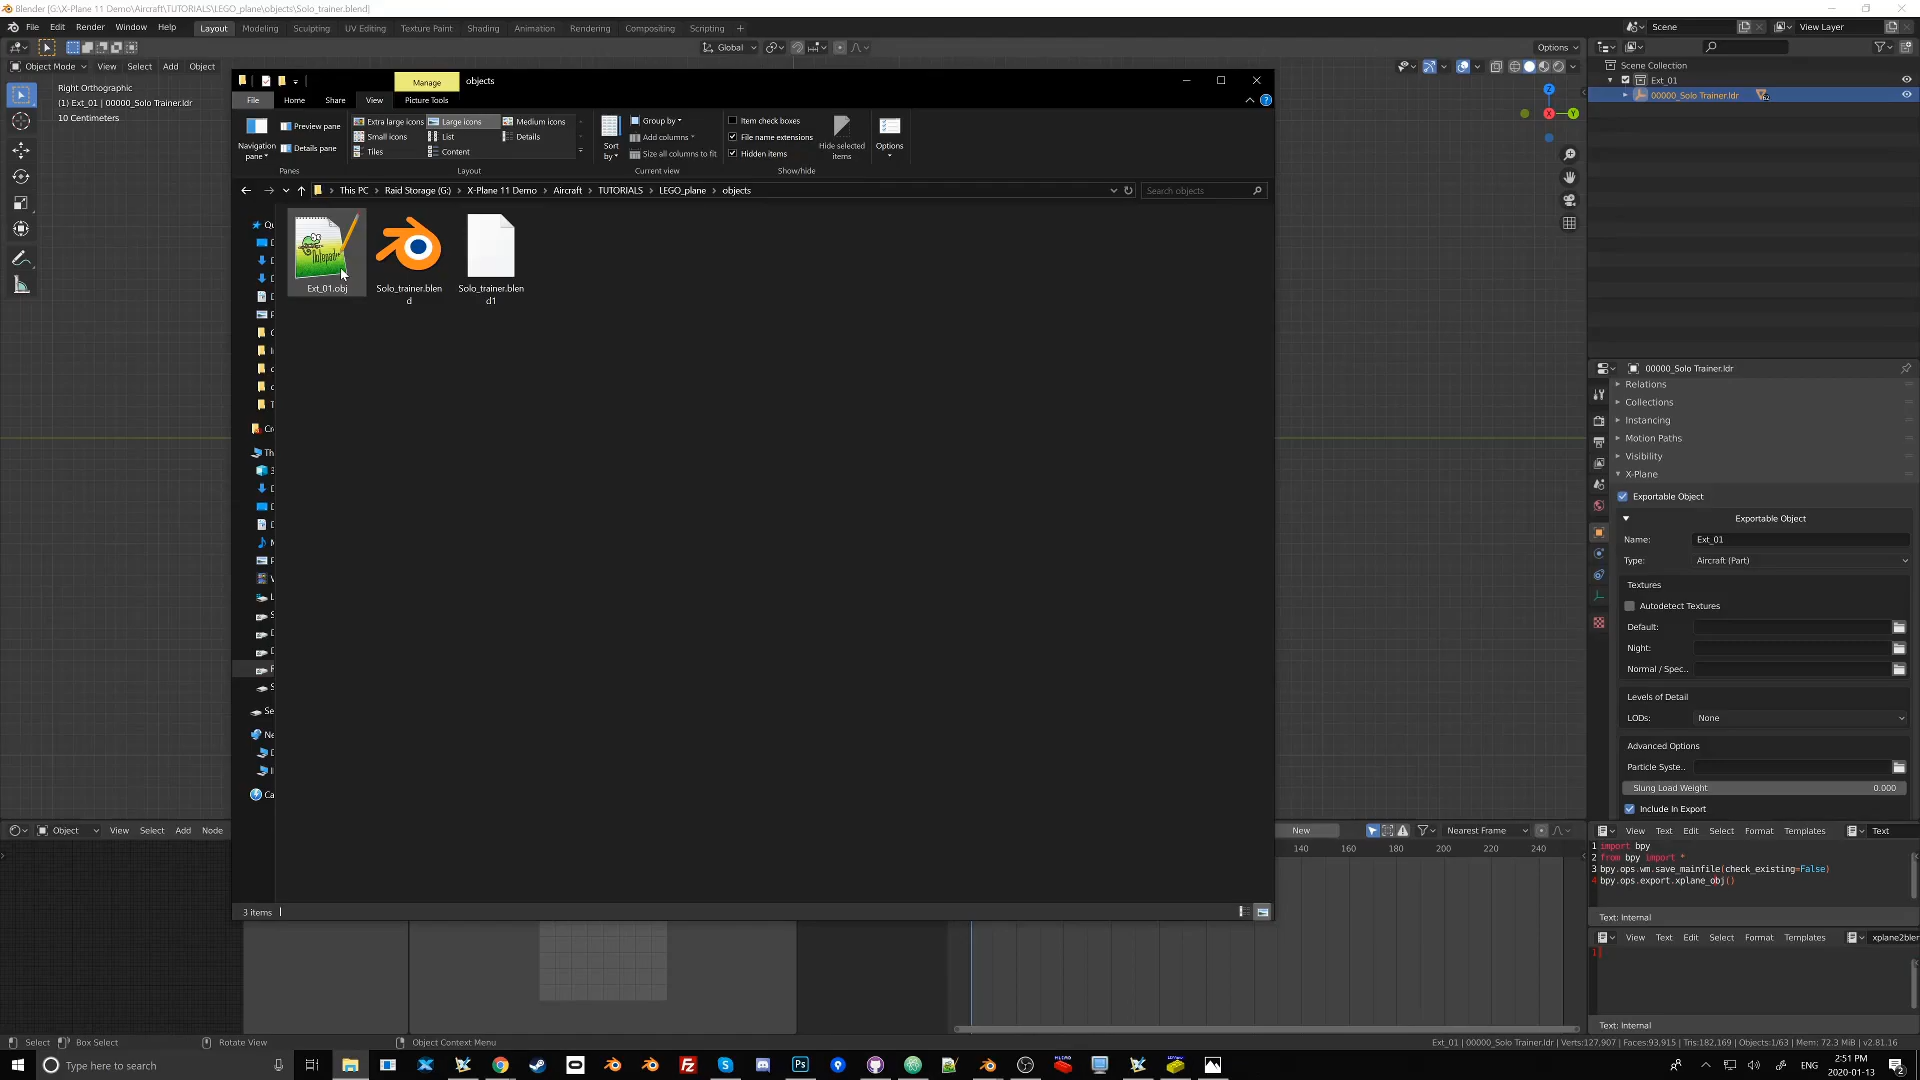 Blender [G:\X-Plane 11 Demo\Aircraft\TUTORIALS\LEGO_plane\objects\Solo_trainer.blend]
File Edit Render Window Help Layout Modeling Sculpting UV Editing Texture Paint Shading Animation Rendering Compositing Scripting + Scene View Layer
Global Options
Object Mode View Select Add Object
Right Orthographic
(1) Ext_01 | 00000_Solo Trainer.ldr
10 Centimeters
Manage objects
File Home Share View Picture Tools
Navigation pane
Preview pane
Details pane
Panes
Extra large icons Large icons Medium icons
Small icons List Details
Tiles Content
Layout
Sort by
Group by
Add columns
Size all columns to fit
Current view
Item check boxes
File name extensions
Hidden items
Hide selected items
Show/hide
Options
This PC > Raid Storage (G:) > X-Plane 11 Demo > Aircraft > TUTORIALS > LEGO_plane > objects
Search objects
Ext_01.obj
Solo_trainer.blend
Solo_trainer.blend1
3 items
Scene Collection
Ext_01
00000_Solo Trainer.ldr
00000_Solo Trainer.ldr
Relations
Collections
Instancing
Motion Paths
Visibility
X-Plane
Exportable Object
Exportable Object
Name: Ext_01
Type: Aircraft (Part)
Textures
Autodetect Textures
Default:
Night:
Normal / Spec..
Levels of Detail
LODs: None
Advanced Options
Particle Syste..
Slung Load Weight 0.000
Include In Export
Object View Select Add Node
New Nearest Frame
140 160 180 200 220 240
View Text Edit Select Format Templates Text
1 import bpy
2 from bpy import *
3 bpy.ops.wm.save_mainfile(check_existing=False)
4 bpy.ops.export.xplane_obj()
Text: Internal
View Text Edit Select Format Templates xplane2bler
1
Text: Internal
Select Box Select Rotate View Object Context Menu
Ext_01 | 00000_Solo Trainer.ldr | Verts:127,907 | Faces:93,915 | Tris:182,169 | Objects:1/63 | Mem: 72.3 MiB | v2.81.16
Type here to search
ENG
2:51 PM
2020-01-13